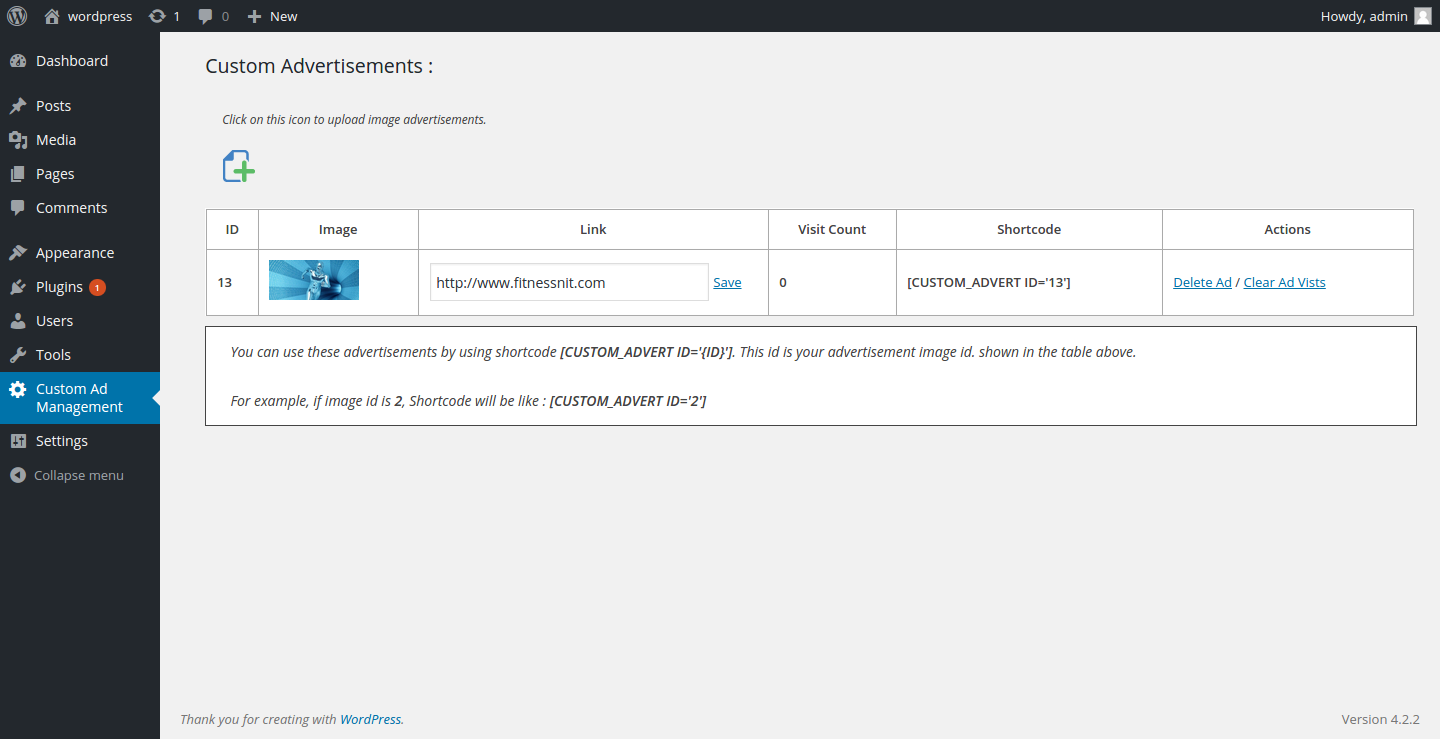 wordpress 1 0 New Howdy, admin
Dashboard
Posts
Media
Pages
Comments
Appearance
Plugins 1
Users
Tools
Custom Ad
Management
Settings
Collapse menu
Custom Advertisements :
Click on this icon to upload image advertisements.
ID Image Link Visit Count Shortcode Actions
13 http://www.fitnessnit.com Save 0 [CUSTOM_ADVERT ID='13'] Delete Ad / Clear Ad Vists
You can use these advertisements by using shortcode [CUSTOM_ADVERT ID='{ID}']. This id is your advertisement image id. shown in the table above.
For example, if image id is 2, Shortcode will be like : [CUSTOM_ADVERT ID='2']
Thank you for creating with WordPress. Version 4.2.2